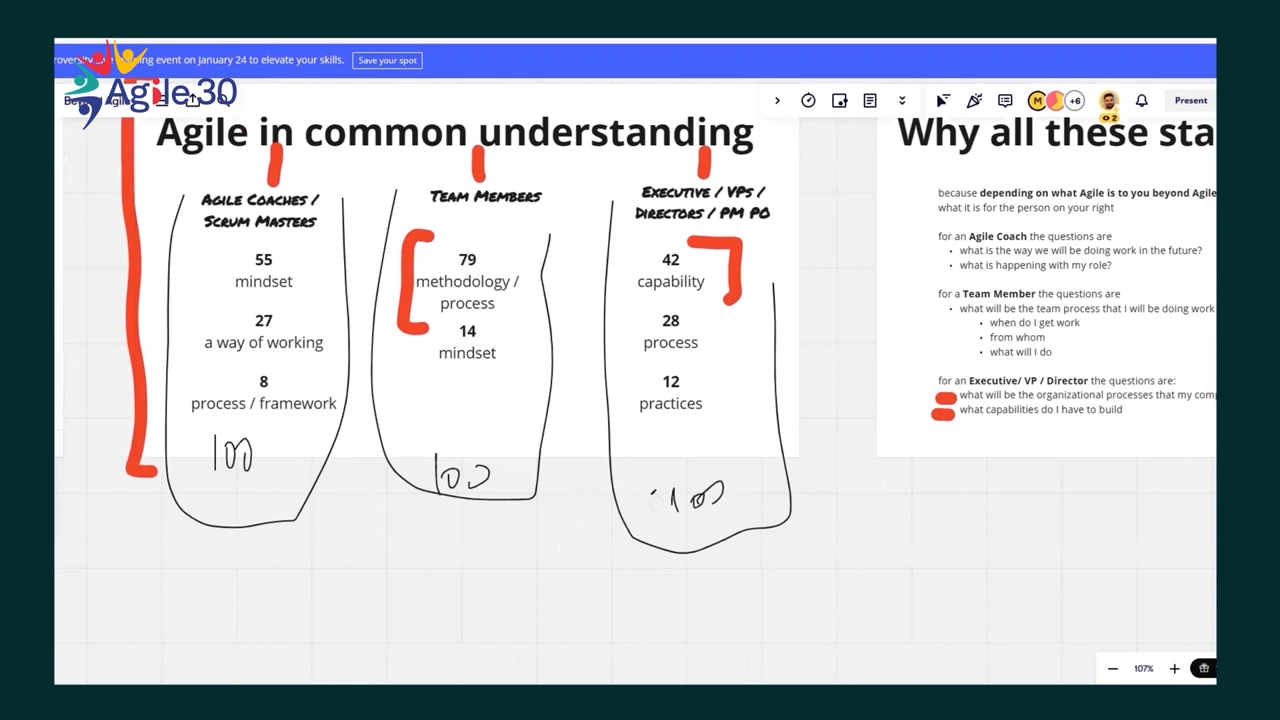 roversity
ning event on January 24 to elevate your skills.
Save your spot
Agile30
M
+6
2
Present
Agile in common understanding
AGILE COACHES /
SCRUM MASTERS
55
mindset
27
a way of working
8
process / framework
100
TEAM MEMBERS
79
methodology /
process
14
mindset
100
EXECUTIVE / VPS /
DIRECTORS / PM PO
42
capability
28
process
12
practices
100
Why all these sta
because depending on what Agile is to you beyond Agile
what it is for the person on your right
for an Agile Coach the questions are
• what is the way we will be doing work in the future?
• what is happening with my role?
for a Team Member the questions are
• what will be the team process that I will be doing work
• when do I get work
• from whom
• what will I do
for an Executive/ VP / Director the questions are:
what will be the organizational processes that my comp
what capabilities do I have to build
107%